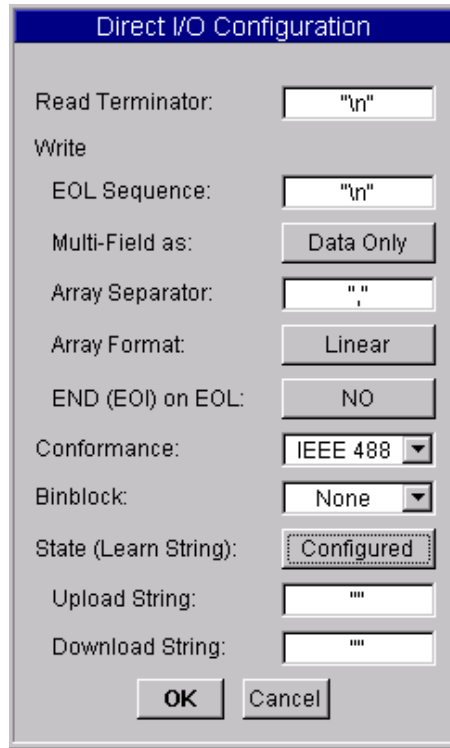 Direct I/O Configuration
Read Terminator: "\n"
Write
EOL Sequence: "\n"
Multi-Field as: Data Only
Array Separator: ","
Array Format: Linear
END (EOI) on EOL: NO
Conformance: IEEE 488
Binblock: None
State (Learn String): Configured
Upload String: ""
Download String: ""
OK Cancel